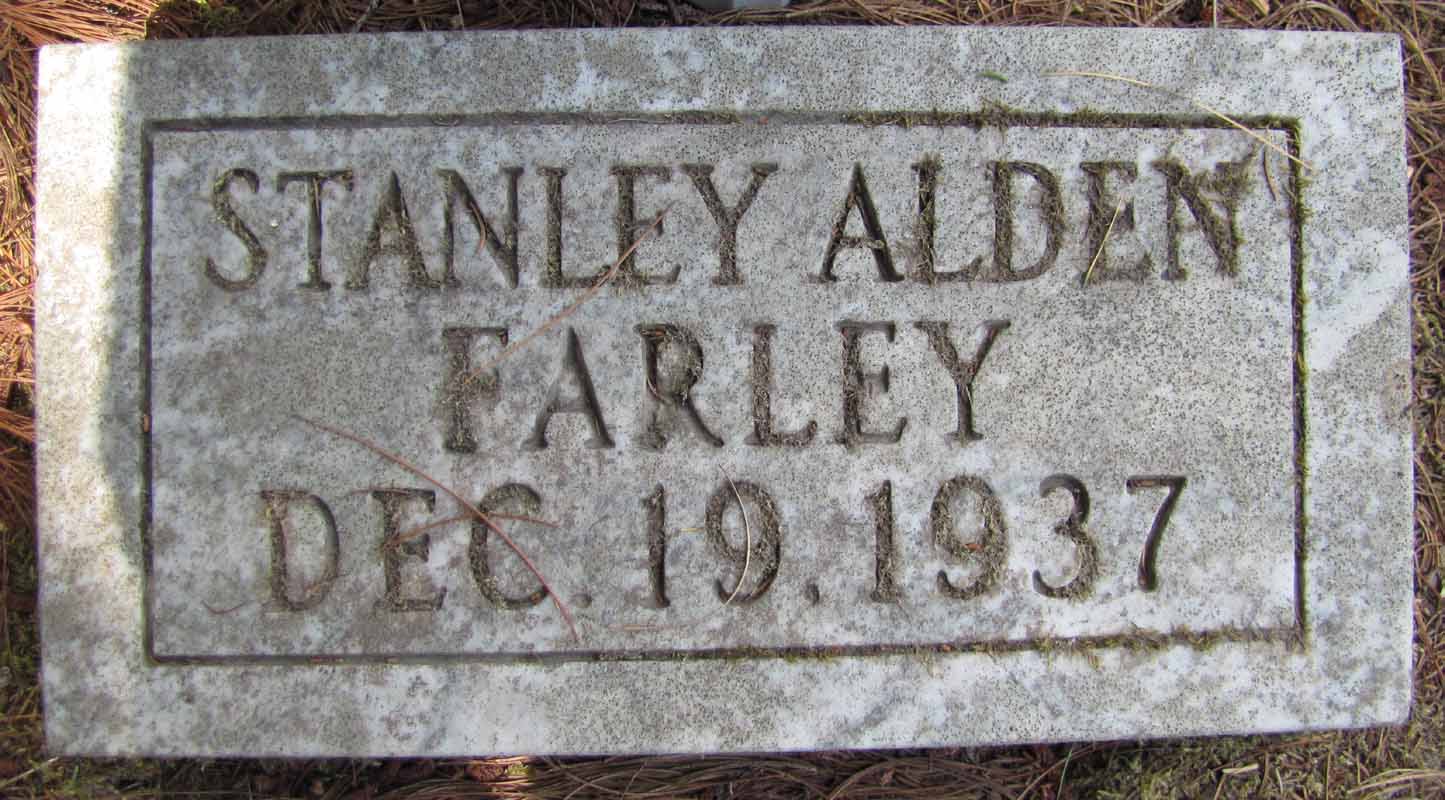 STANLEY ALDEN
FARLEY
DEC. 19. 1937